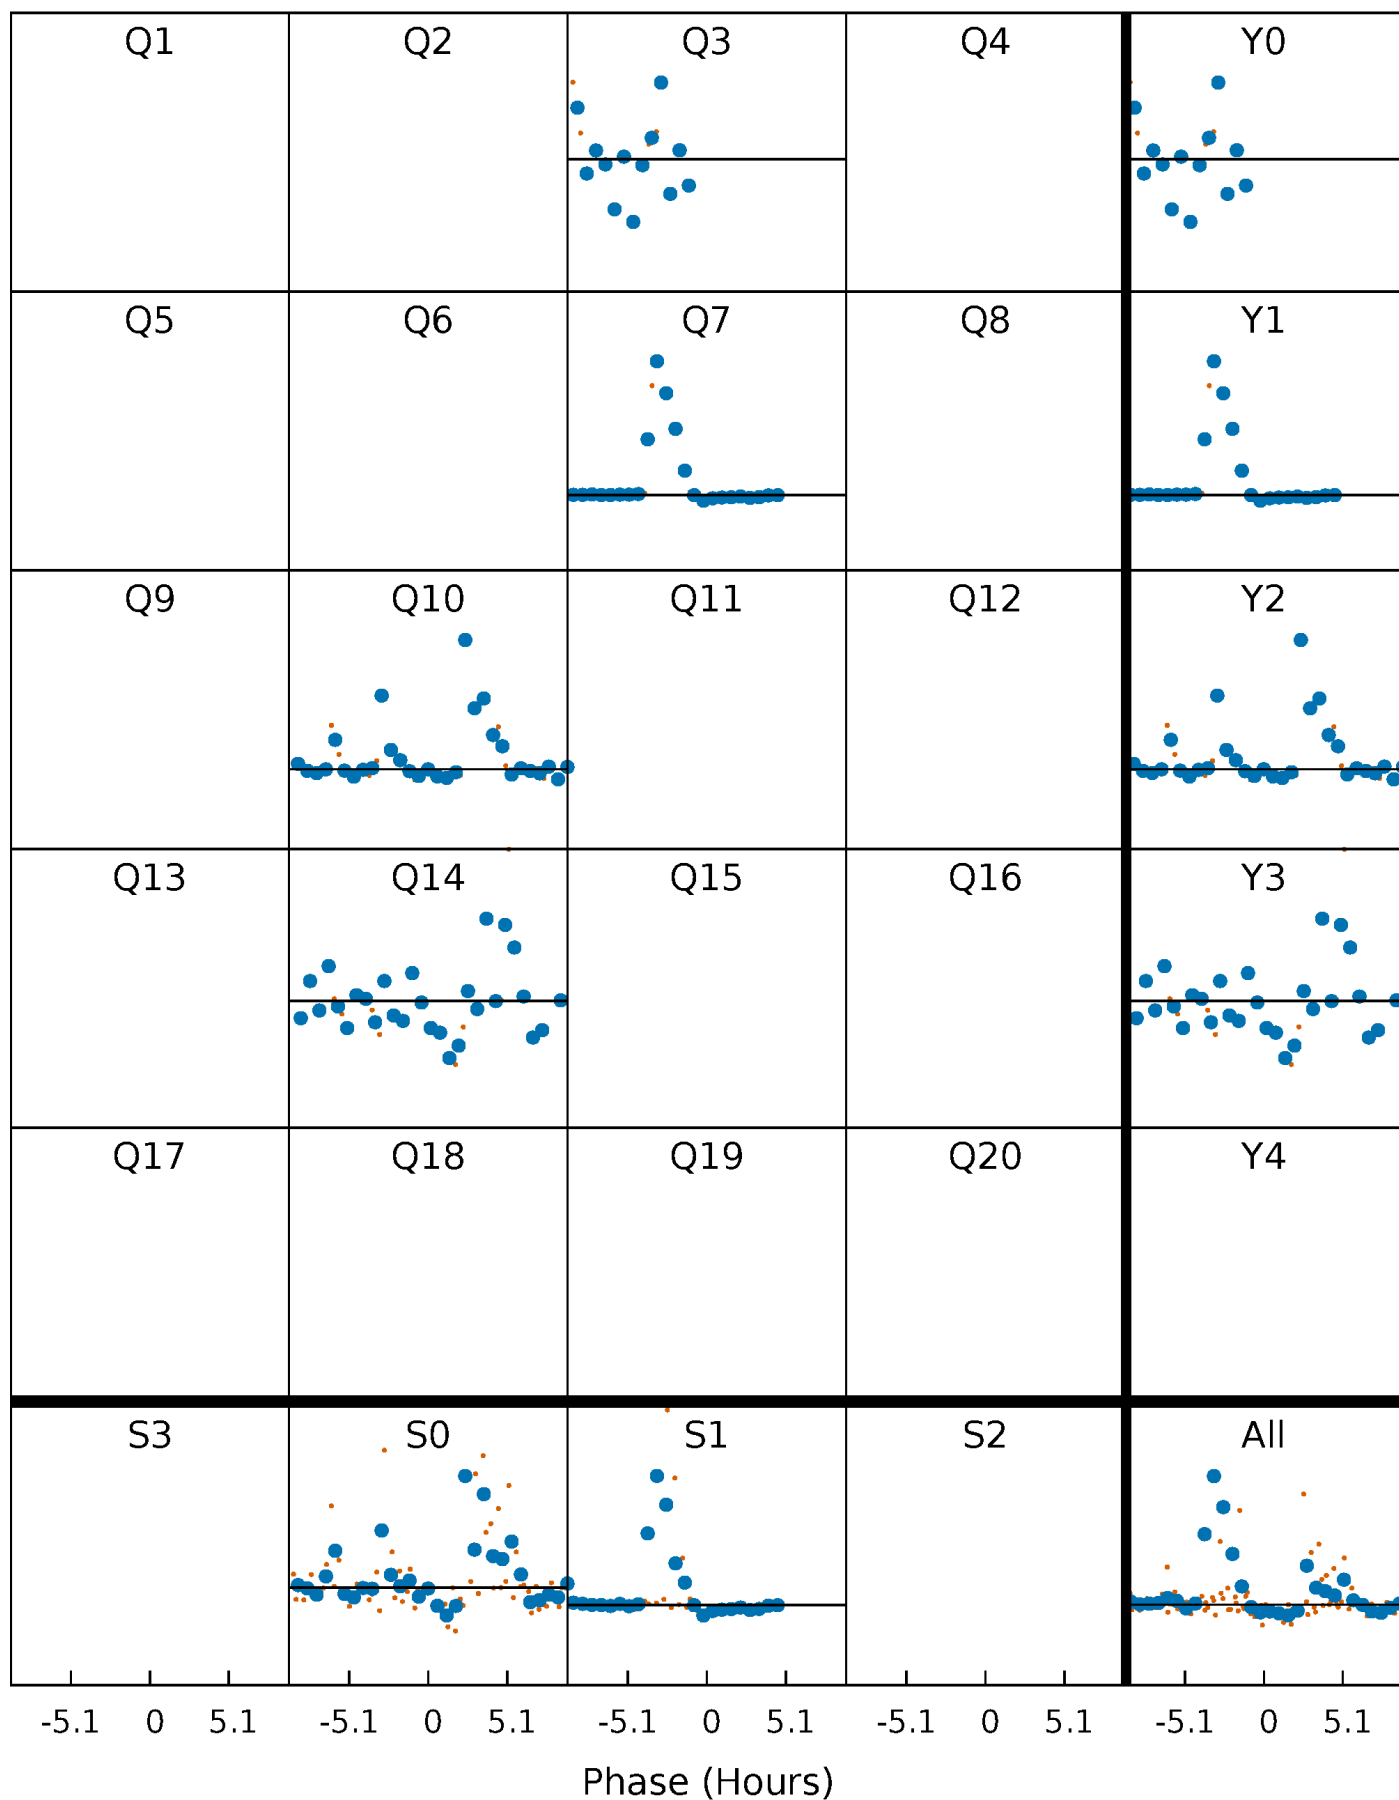 Q1 Q2 Q3 Q4 Y0
Q5 Q6 Q7 Q8 Y1
Q9 Q10 Q11 Q12 Y2
Q13 Q14 Q15 Q16 Y3
Q17 Q18 Q19 Q20 Y4
S3 S0 S1 S2 All
-5.1 0 5.1 -5.1 0 5.1 -5.1 0 5.1 -5.1 0 5.1 -5.1 0 5.1
Phase (Hours)